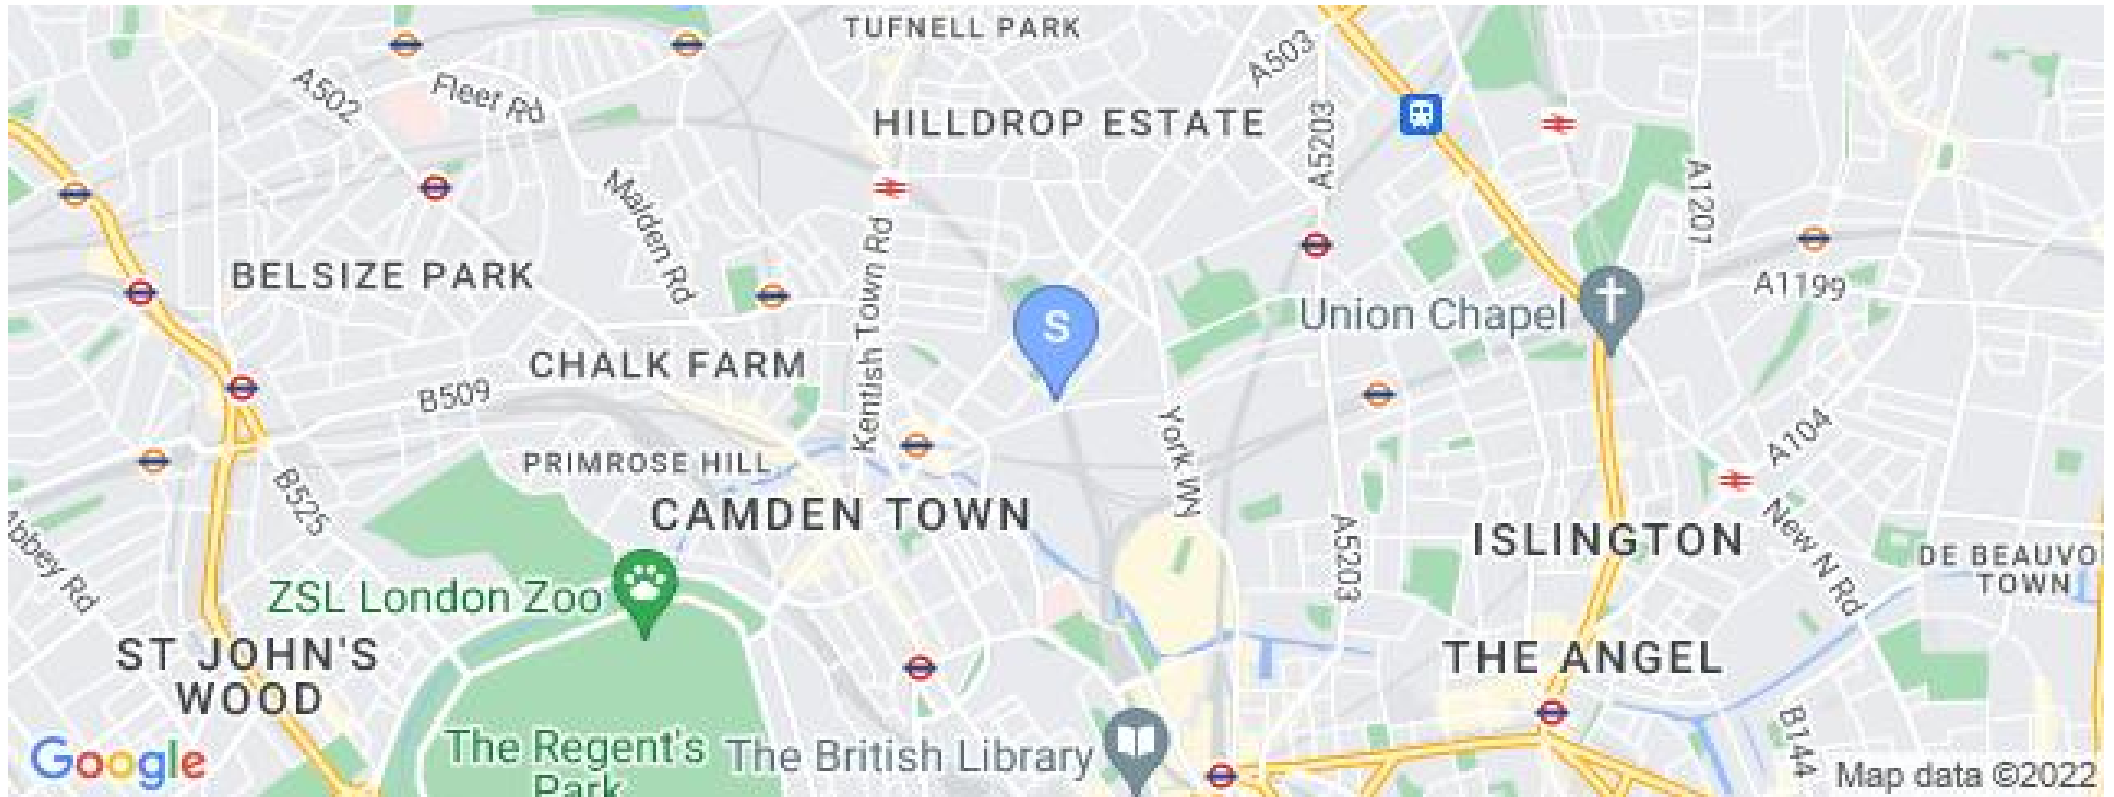 TUFNELL PARK
A503
A502
Fleet Rd
HILLDROP ESTATE
A5203
A1201
Malden Rd
Kentish Town Rd
BELSIZE PARK
A1199
S
Union Chapel
CHALK FARM
B509
York Wy
A104
PRIMROSE HILL
B525
CAMDEN TOWN
Abbey Rd
A5203
ISLINGTON
New N Rd
DE BEAUVO
TOWN
ZSL London Zoo
ST JOHN'S
WOOD
THE ANGEL
The Regent's
Park
The British Library
B144
Google
Map data ©2022